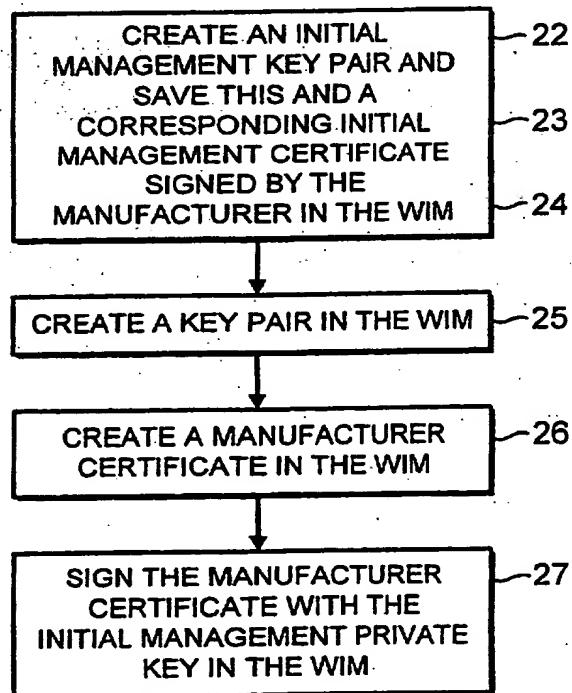 CREATE AN INITIAL 22
MANAGEMENT KEY PAIR AND
SAVE THIS AND A
CORRESPONDING INITIAL 23
MANAGEMENT CERTIFICATE
SIGNED BY THE
MANUFACTURER IN THE WIM 24
CREATE A KEY PAIR IN THE WIM 25
CREATE A MANUFACTURER 26
CERTIFICATE IN THE WIM
SIGN THE MANUFACTURER 27
CERTIFICATE WITH THE
INITIAL MANAGEMENT PRIVATE
KEY IN THE WIM